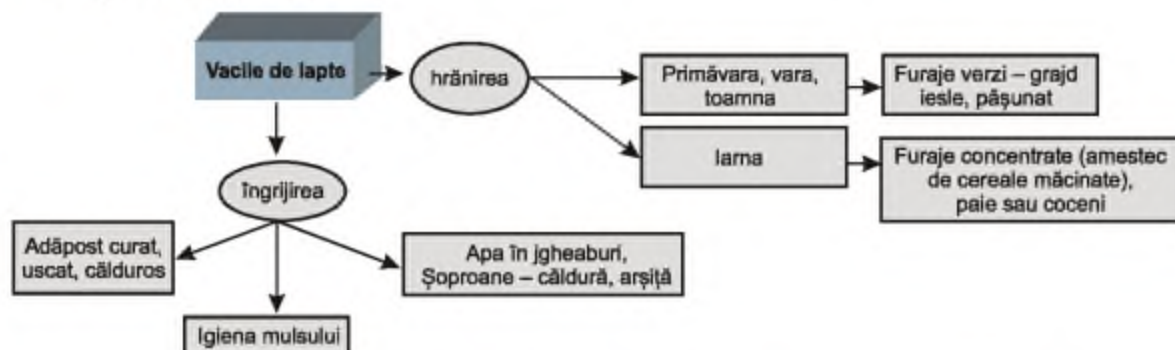 Vacile de lapte
hrănirea
Primăvara, vara,
toamna
Furaje verzi – grajd
iesle, pășunat
Iarna
Furaje concentrate (amestec
de cereale măcinate),
paie sau coceni
îngrijirea
Adăpost curat,
uscat, călduros
Apa în jgheaburi,
Șoproane – căldură, arșiță
Igiena mulsului